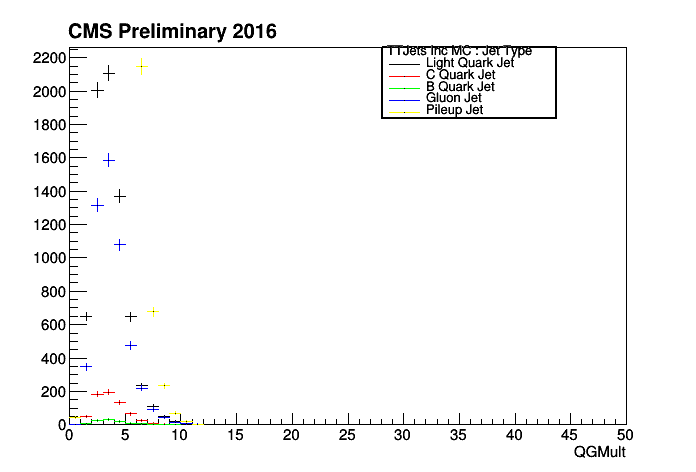 CMS Preliminary 2016
TTJets inc MC : Jet Type
Light Quark Jet
C Quark Jet
B Quark Jet
Gluon Jet
Pileup Jet
2200
2000
1800
1600
1400
1200
1000
800
600
400
200
0
0 5 10 15 20 25 30 35 40 45 50
QGMult